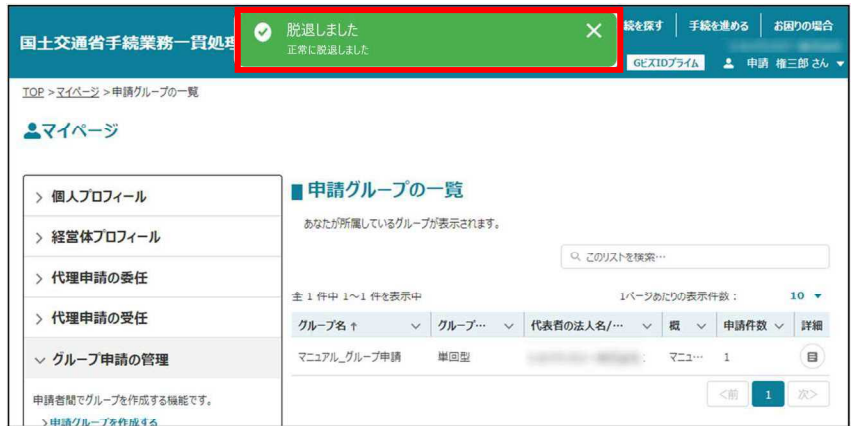 国土交通省手続業務一貫処理
脱退しました
正常に脱退しました
続を探す
手続を進める
お困りの場合
GビズIDプライム
申請 権三郎 さん
TOP >マイページ >申請グループの一覧
マイページ
個人プロフィール
経営体プロフィール
代理申請の委任
代理申請の受任
グループ申請の管理
申請者間でグループを作成する機能です。
>申請グループを作成する
申請グループの一覧
あなたが所属しているグループが表示されます。
このリストを検索…
主 1 件中 1～1 件を表示中
1ページあたりの表示件数： 10
グループ名↑ グループ… 代表者の法人名/… 概 申請件数 詳細
マニュアル_グループ申請 単回型 マニュ… 1
<前 1 次>